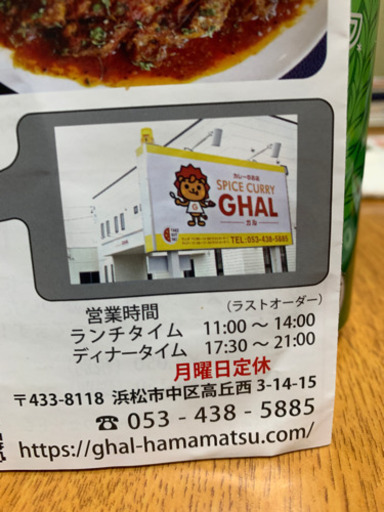 SPICE CURRY
GHAL
ガル
TEL:053-438-5885
営業時間
（ラストオーダー）
ランチタイム 11:00～14:00
ディナータイム 17:30～21:00
月曜日定休
〒433-8118 浜松市中区高丘西 3-14-15
☎ 053 - 438 - 5885
https://ghal-hamamatsu.com/